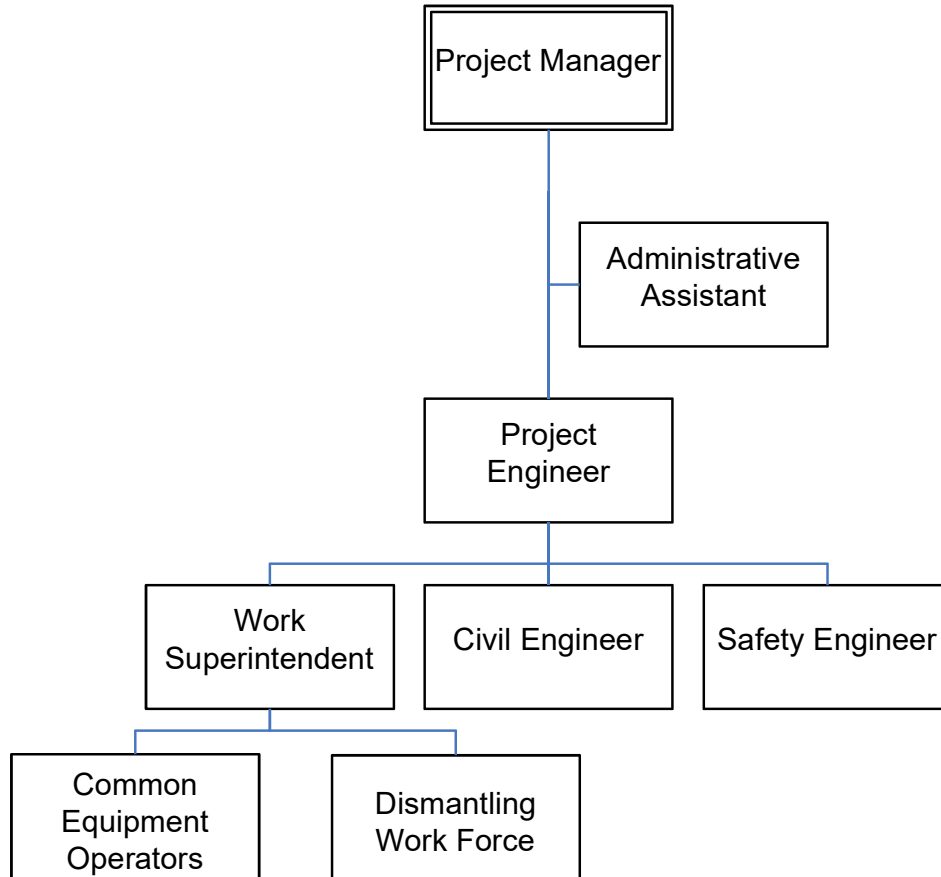 Project Manager
Administrative
Assistant
Project
Engineer
Work
Superintendent
Civil Engineer
Safety Engineer
Common
Equipment
Operators
Dismantling
Work Force